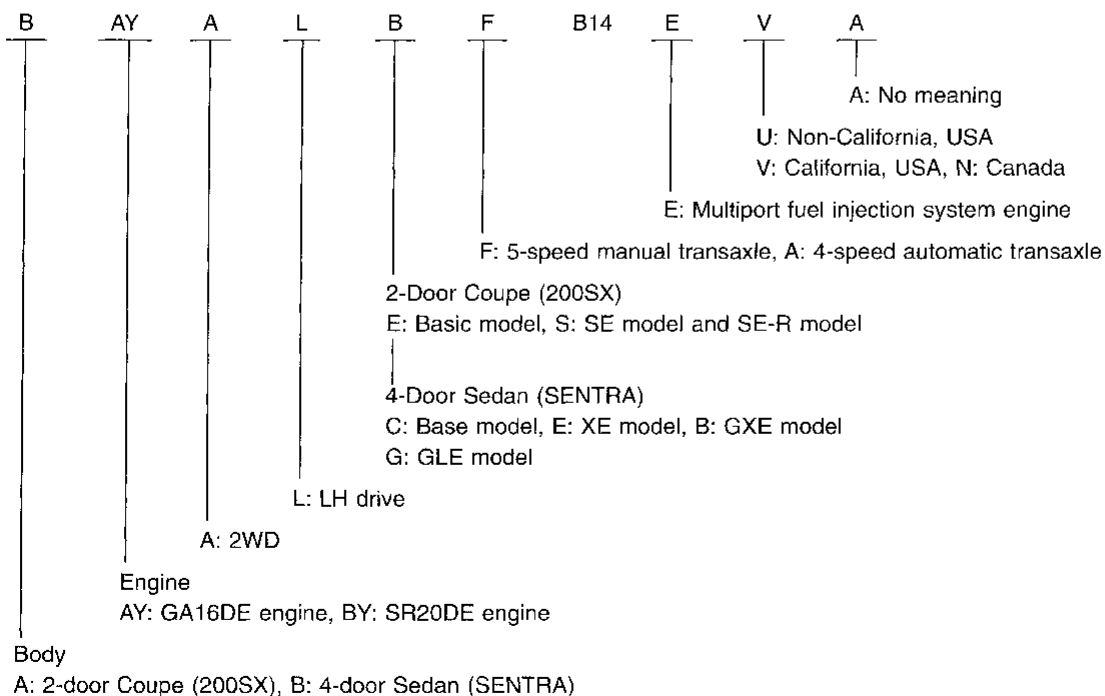 B AY A L B F B14 E V A
A: No meaning
U: Non-California, USA
V: California, USA, N: Canada
E: Multiport fuel injection system engine
F: 5-speed manual transaxle, A: 4-speed automatic transaxle
2-Door Coupe (200SX)
E: Basic model, S: SE model and SE-R model
4-Door Sedan (SENTRA)
C: Base model, E: XE model, B: GXE model
G: GLE model
L: LH drive
A: 2WD
Engine
AY: GA16DE engine, BY: SR20DE engine
Body
A: 2-door Coupe (200SX), B: 4-door Sedan (SENTRA)